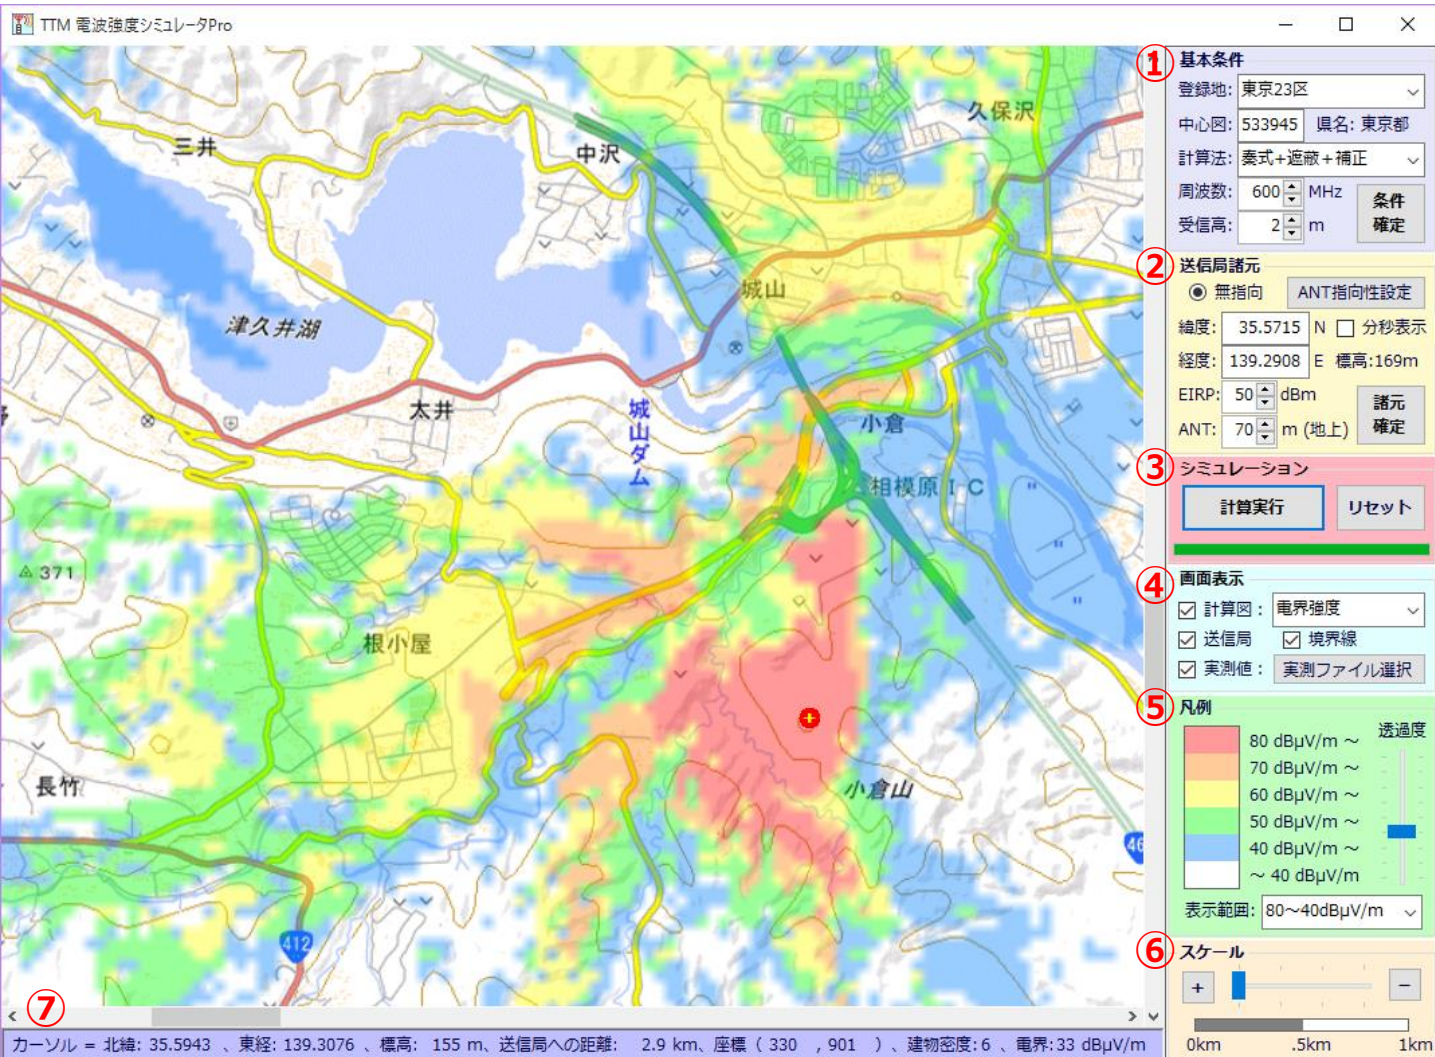 TTM 電波強度シミュレータPro
久保沢
三井
中沢
城山
津久井湖
太井
城山ダム
小倉
相模原IC
371
根小屋
長竹
小倉山
412
46
① 基本条件
登録地: 東京23区
中心図: 533945 県名: 東京都
計算法: 奏式+遮蔽+補正
周波数: 600 MHz
受信高: 2 m
条件
確定
② 送信局諸元
無指向 ANT指向性設定
緯度: 35.5715 N 分秒表示
経度: 139.2908 E 標高:169m
EIRP: 50 dBm
ANT: 70 m (地上)
諸元
確定
③ シミュレーション
計算実行 リセット
④ 画面表示
計算図: 電界強度
送信局 境界線
実測値: 実測ファイル選択
⑤ 凡例
透過度
80 dBμV/m ～
70 dBμV/m ～
60 dBμV/m ～
50 dBμV/m ～
40 dBμV/m ～
～ 40 dBμV/m
表示範囲: 80～40dBμV/m
⑥ スケール
+ −
0km .5km 1km
⑦
カーソル = 北緯: 35.5943 、東経: 139.3076 、標高: 155 m、送信局への距離: 2.9 km、座標 ( 330 ,901 ) 、建物密度:6 、電界:33 dBμV/m